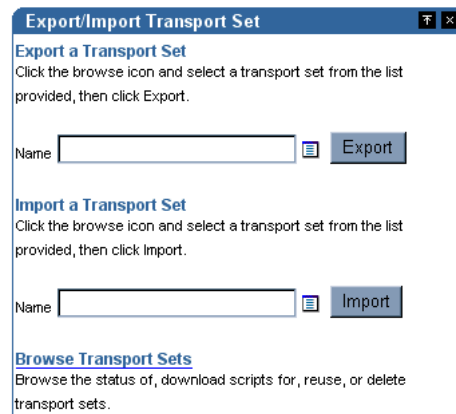 Export/Import Transport Set
Export a Transport Set
Click the browse icon and select a transport set from the list
provided, then click Export.
Name
Export
Import a Transport Set
Click the browse icon and select a transport set from the list
provided, then click Import.
Name
Import
Browse Transport Sets
Browse the status of, download scripts for, reuse, or delete
transport sets.